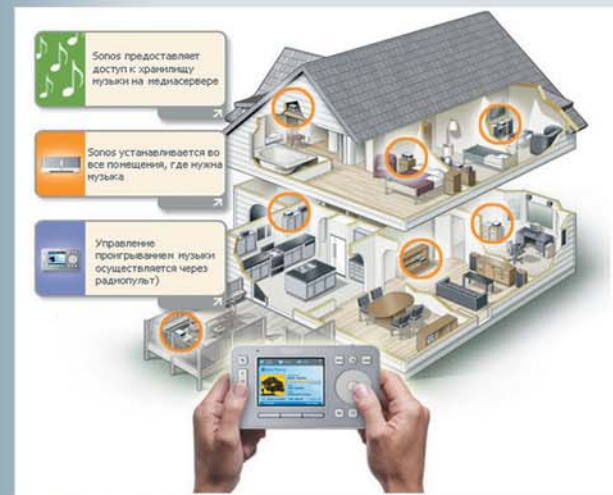 Sonos предоставляет
доступ к хранилищу
музыки на медиасервере
Sonos устанавливается во
все помещения, где нужна
музыка
Управление
проигрыванием музыки
осуществляется через
радиопульт)